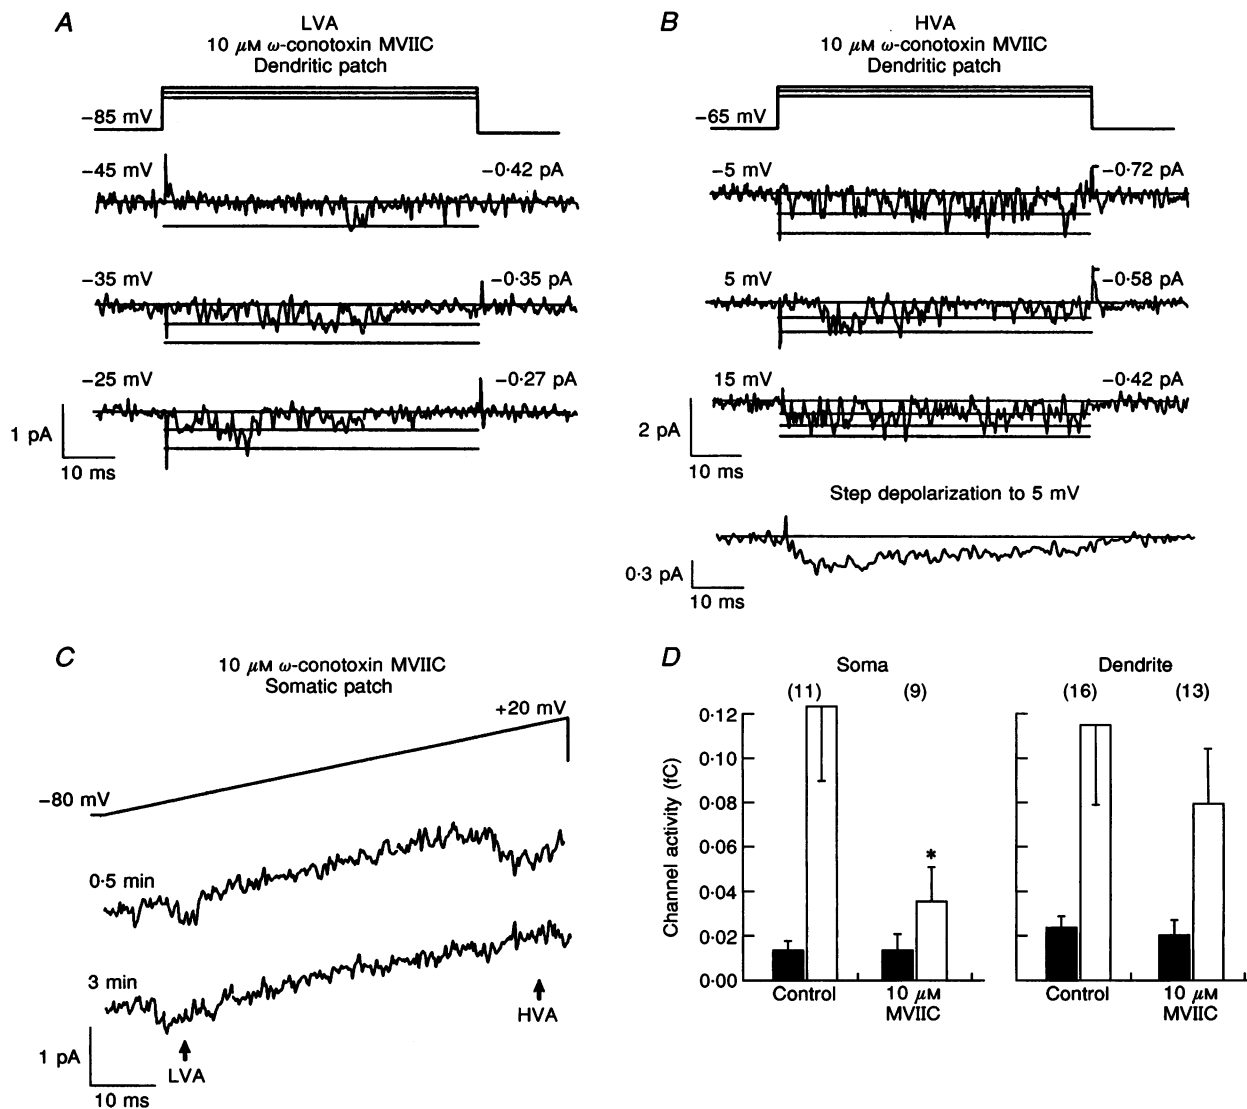 A
LVA
10 μM ω-conotoxin MVIIC
Dendritic patch
-85 mV
-45 mV
-0·42 pA
-35 mV
-0·35 pA
-25 mV
-0·27 pA
1 pA
10 ms
B
HVA
10 μM ω-conotoxin MVIIC
Dendritic patch
-65 mV
-5 mV
-0·72 pA
5 mV
-0·58 pA
15 mV
-0·42 pA
2 pA
10 ms
Step depolarization to 5 mV
0·3 pA
10 ms
C
10 μM ω-conotoxin MVIIC
Somatic patch
+20 mV
-80 mV
0·5 min
3 min
HVA
1 pA
LVA
10 ms
D
Soma
Dendrite
(11)
(9)
(16)
(13)
0·12
0·10
0·08
0·06
0·04
0·02
0·00
Channel activity (fC)
*
Control
10 μM
MVIIC
Control
10 μM
MVIIC